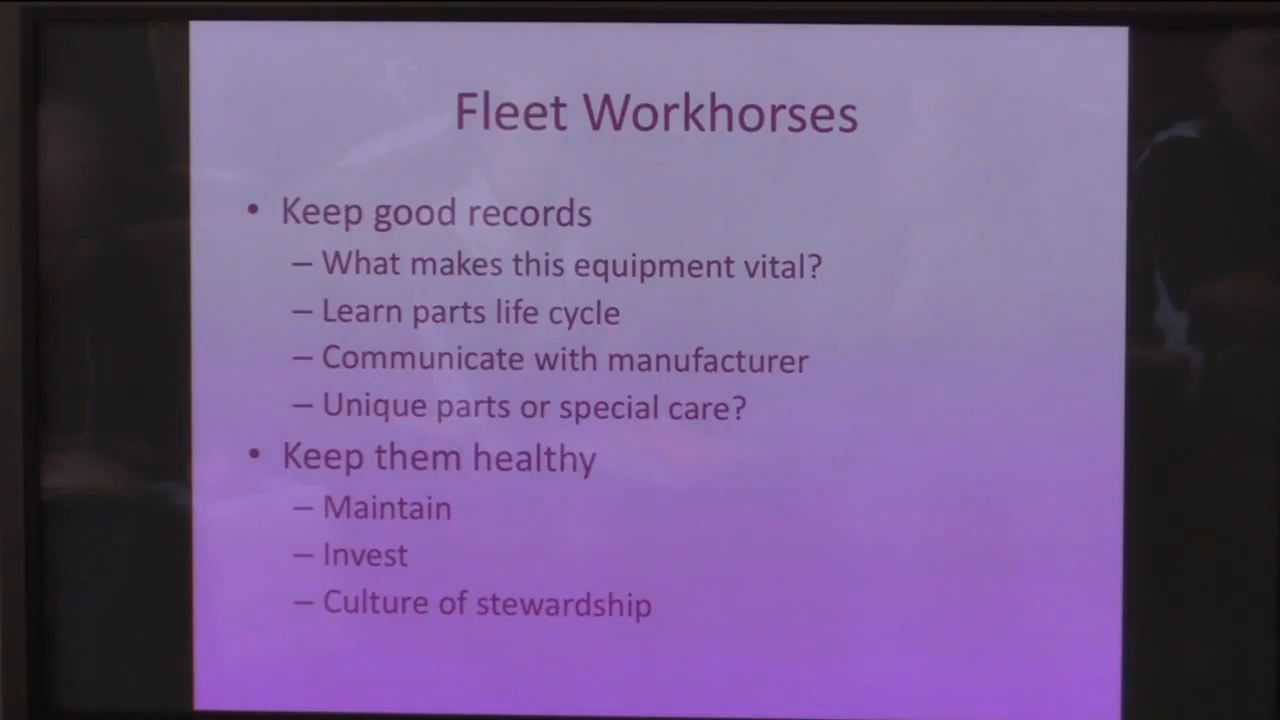 Fleet Workhorses
• Keep good records
– What makes this equipment vital?
– Learn parts life cycle
– Communicate with manufacturer
– Unique parts or special care?
• Keep them healthy
– Maintain
– Invest
– Culture of stewardship